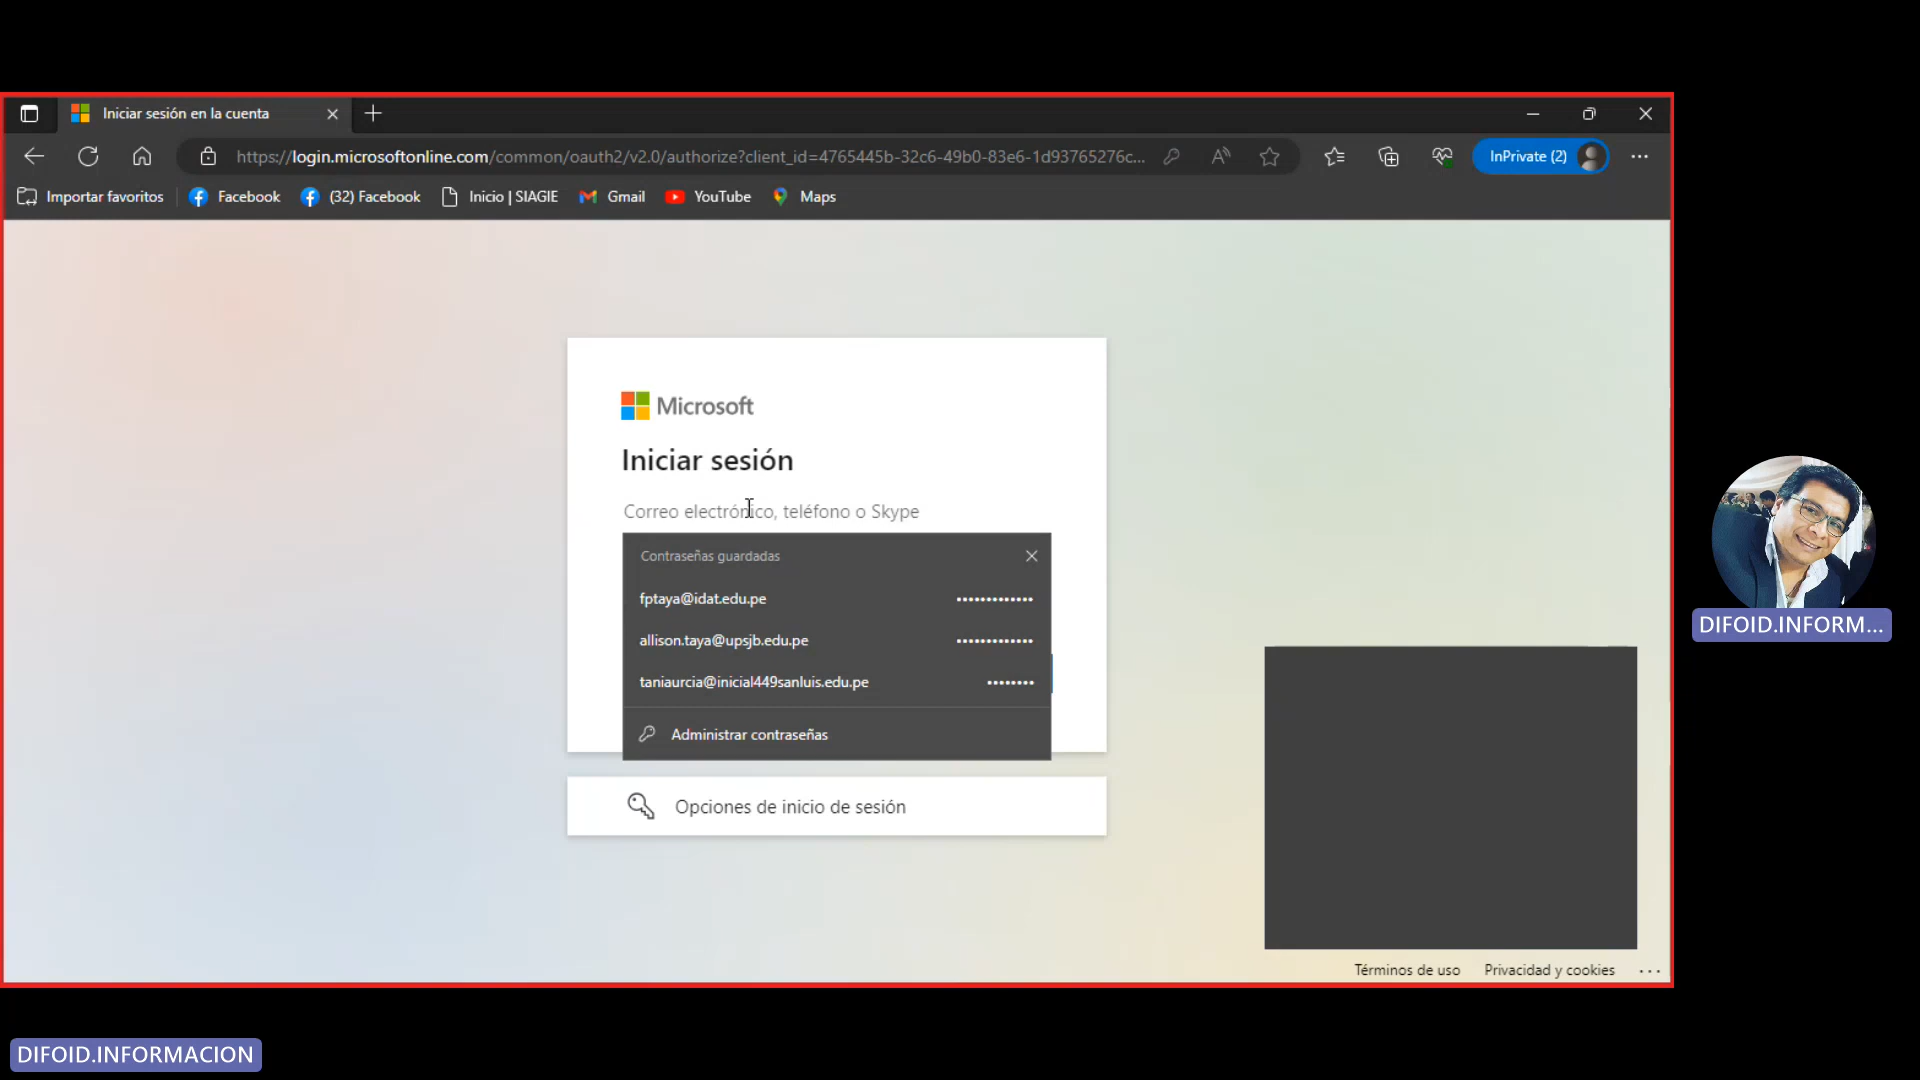 Iniciar sesión en la cuenta
https://login.microsoftonline.com/common/oauth2/v2.0/authorize?client_id=4765445b-32c6-49b0-83e6-1d93765276c...
InPrivate (2)
Importar favoritos
Facebook
(32) Facebook
Inicio | SIAGIE
Gmail
YouTube
Maps
Microsoft
Iniciar sesión
Correo electrónico, teléfono o Skype
Contraseñas guardadas
fptaya@idat.edu.pe
allison.taya@upsjb.edu.pe
taniaurcia@inicial449sanluis.edu.pe
Administrar contraseñas
Opciones de inicio de sesión
Términos de uso
Privacidad y cookies
DIFOID.INFORM...
DIFOID.INFORMACION